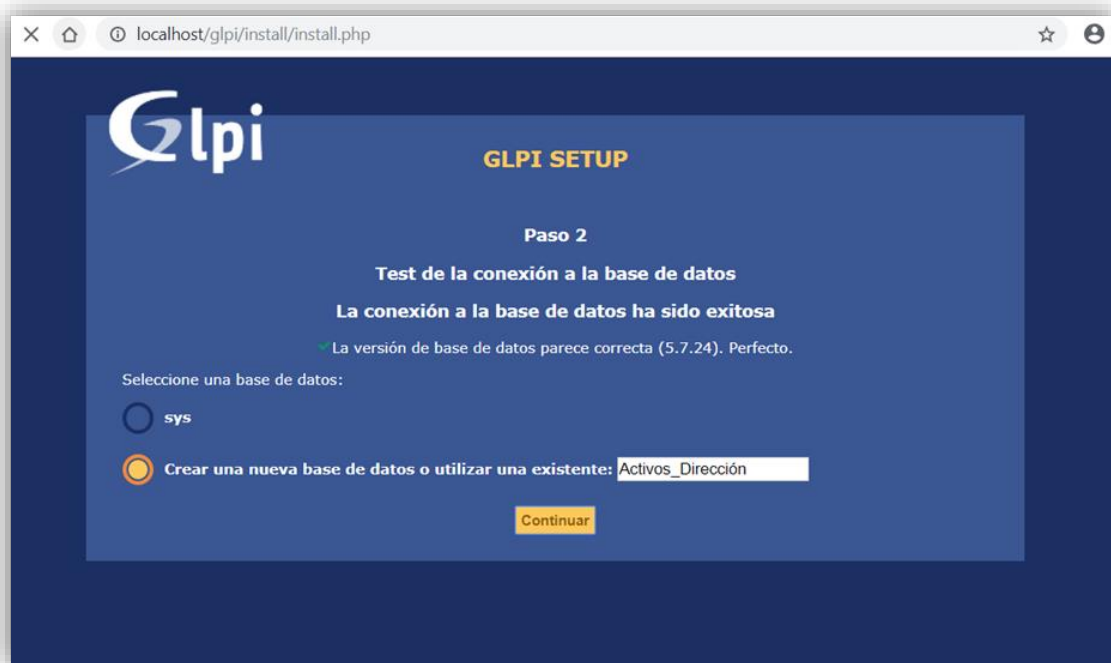 localhost/glpi/install/install.php
Glpi
GLPI SETUP
Paso 2
Test de la conexión a la base de datos
La conexión a la base de datos ha sido exitosa
La versión de base de datos parece correcta (5.7.24). Perfecto.
Seleccione una base de datos:
sys
Crear una nueva base de datos o utilizar una existente: Activos_Dirección
Continuar